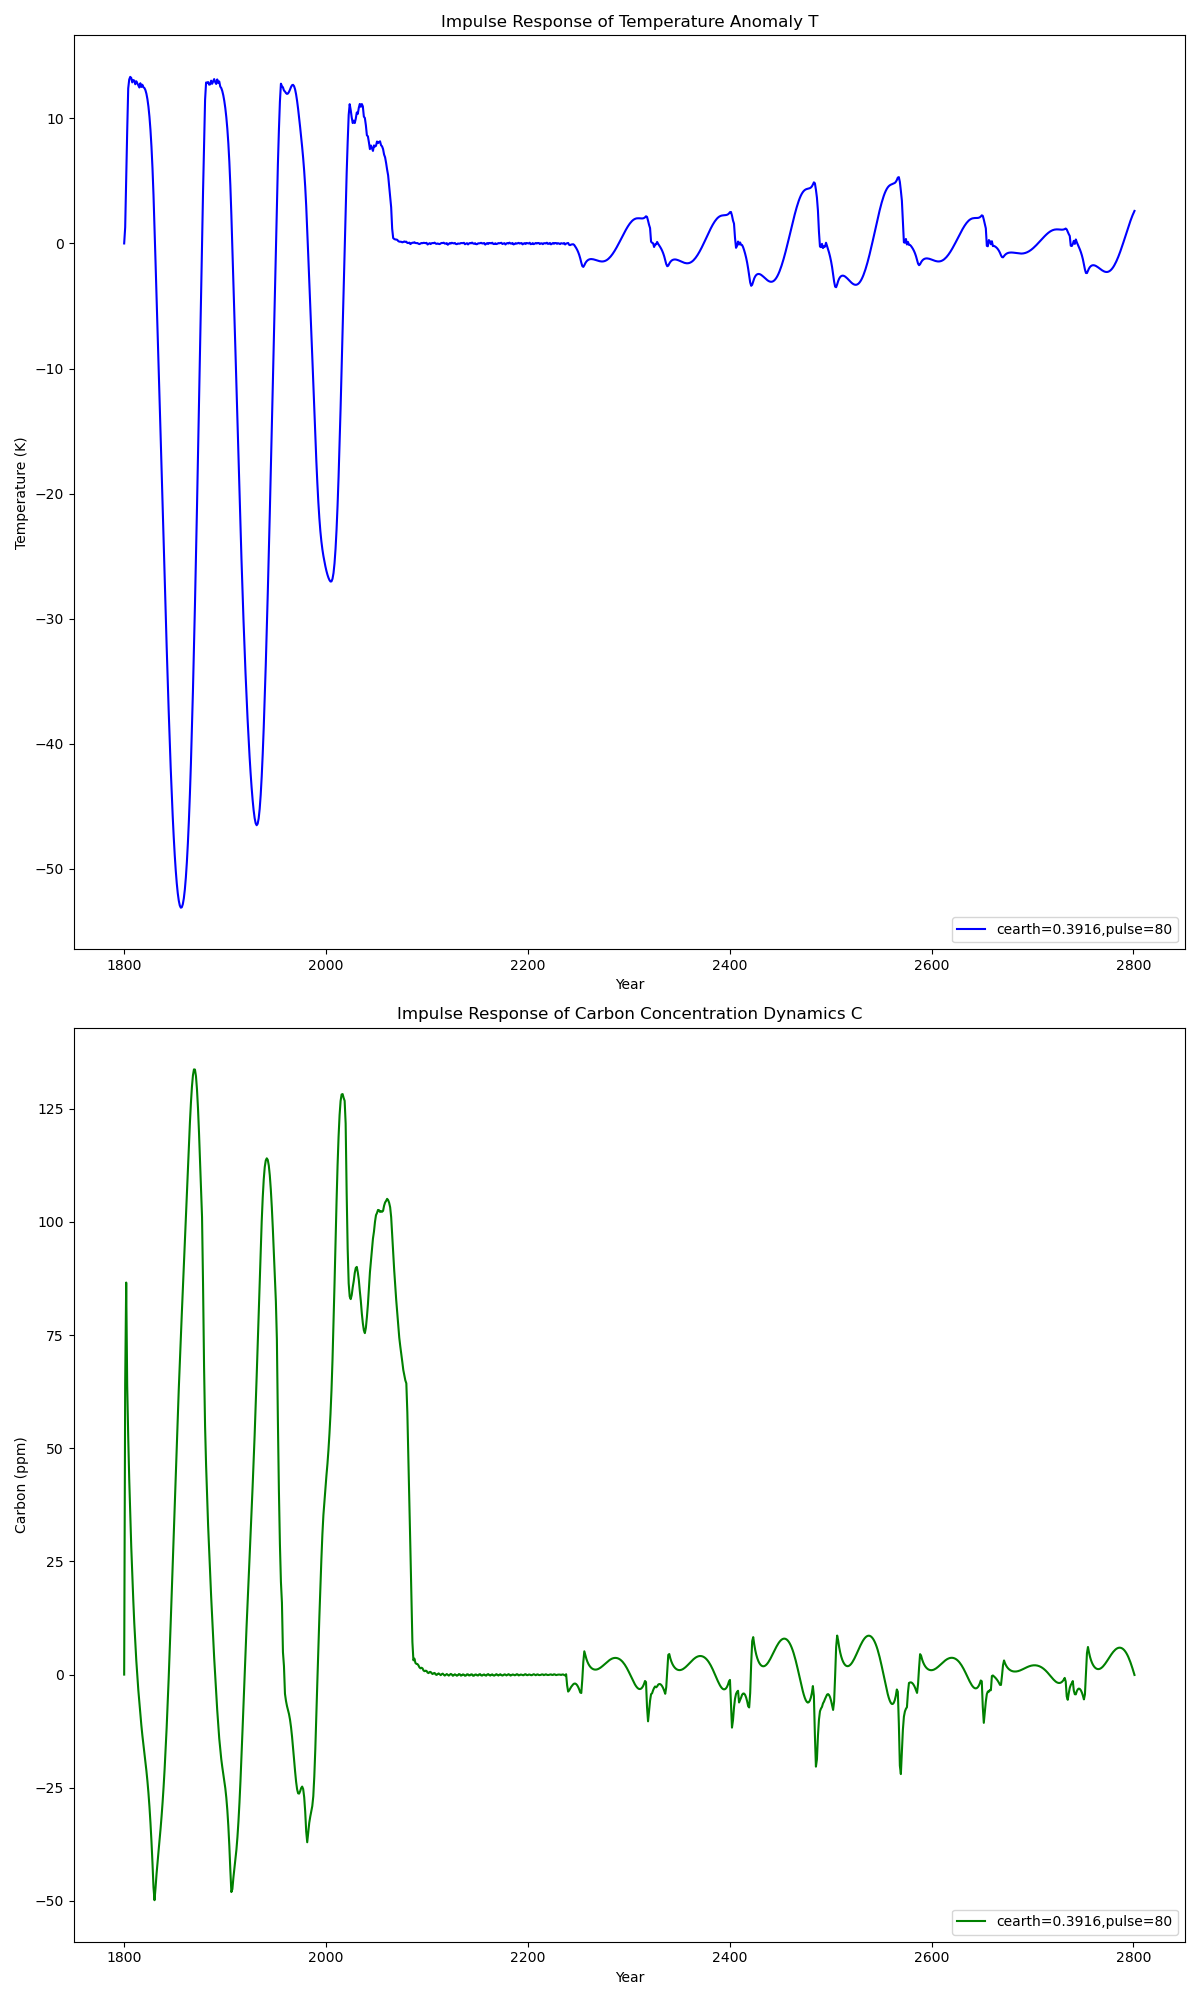 Impulse Response of Temperature Anomaly T
10
0
−10
−20
−30
−40
−50
Temperature (K)
cearth=0.3916,pulse=80
1800 2000 2200 2400 2600 2800
Year
Impulse Response of Carbon Concentration Dynamics C
125
100
75
50
25
0
−25
−50
Carbon (ppm)
cearth=0.3916,pulse=80
1800 2000 2200 2400 2600 2800
Year